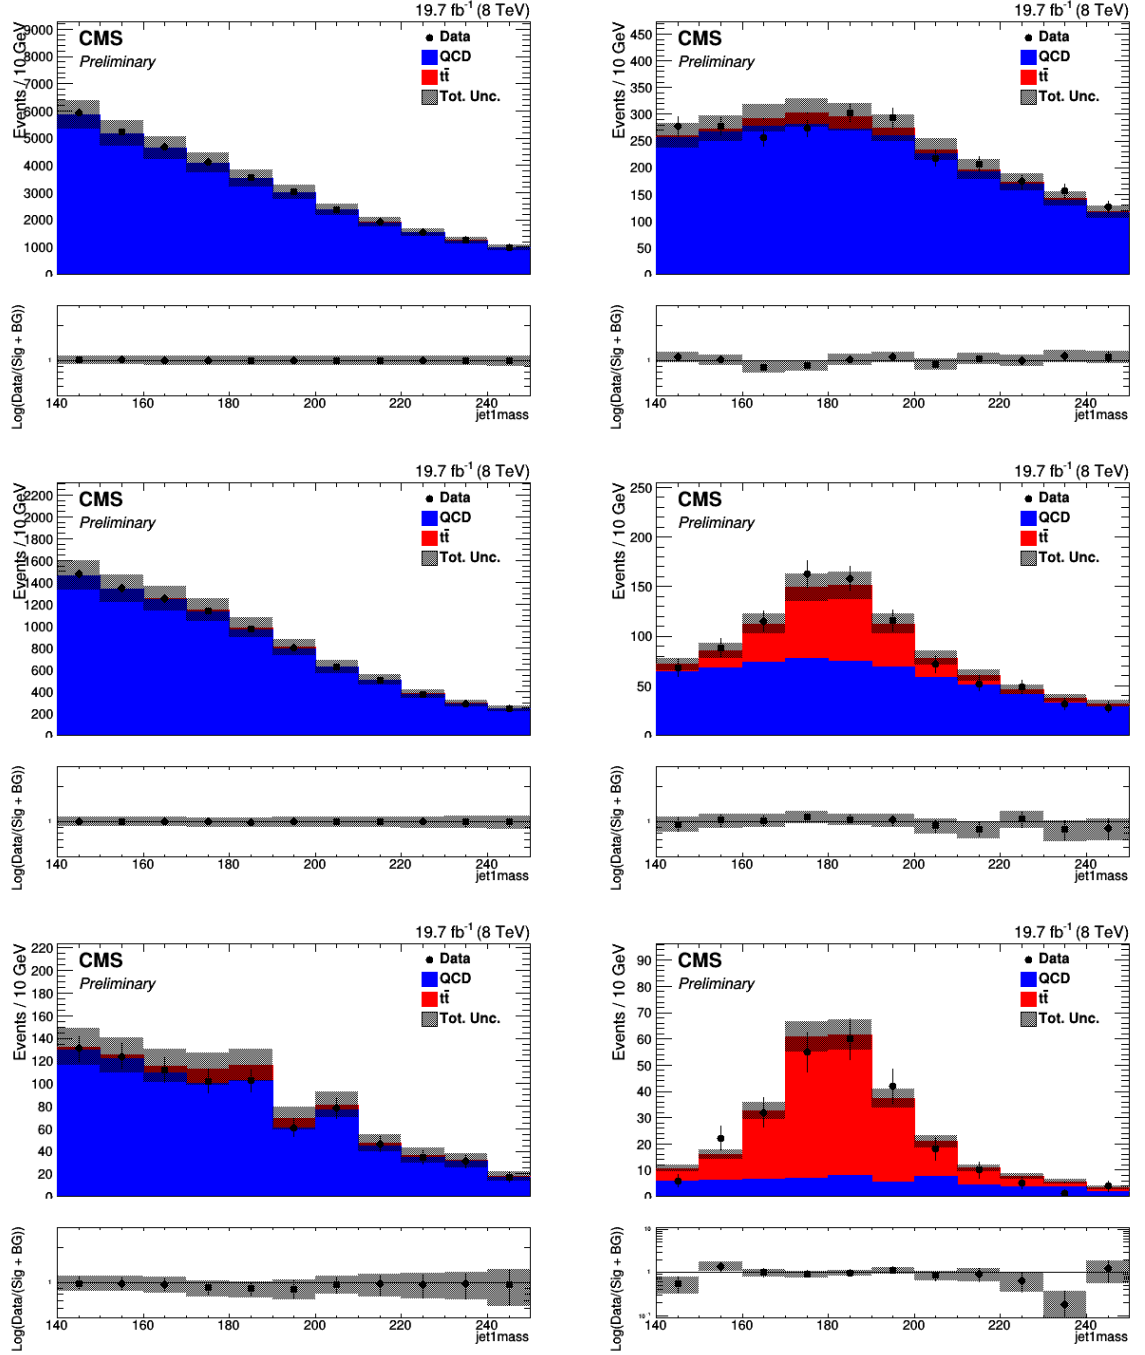 19.7 fb⁻¹ (8 TeV)
CMS
Preliminary
Data
QCD
tt̄
Tot. Unc.
Events / 10 GeV
9000
8000
7000
6000
5000
4000
3000
2000
1000
0
Log(Data/(Sig + BG))
1
140 160 180 200 220 240
jet1mass
19.7 fb⁻¹ (8 TeV)
CMS
Preliminary
Data
QCD
tt̄
Tot. Unc.
Events / 10 GeV
450
400
350
300
250
200
150
100
50
0
Log(Data/(Sig + BG))
1
140 160 180 200 220 240
jet1mass
19.7 fb⁻¹ (8 TeV)
CMS
Preliminary
Data
QCD
tt̄
Tot. Unc.
Events / 10 GeV
2200
2000
1800
1600
1400
1200
1000
800
600
400
200
0
Log(Data/(Sig + BG))
1
140 160 180 200 220 240
jet1mass
19.7 fb⁻¹ (8 TeV)
CMS
Preliminary
Data
QCD
tt̄
Tot. Unc.
Events / 10 GeV
250
200
150
100
50
0
Log(Data/(Sig + BG))
1
140 160 180 200 220 240
jet1mass
19.7 fb⁻¹ (8 TeV)
CMS
Preliminary
Data
QCD
tt̄
Tot. Unc.
Events / 10 GeV
220
200
180
160
140
120
100
80
60
40
20
0
Log(Data/(Sig + BG))
1
140 160 180 200 220 240
jet1mass
19.7 fb⁻¹ (8 TeV)
CMS
Preliminary
Data
QCD
tt̄
Tot. Unc.
Events / 10 GeV
90
80
70
60
50
40
30
20
10
0
Log(Data/(Sig + BG))
10
1
10⁻¹
140 160 180 200 220 240
jet1mass